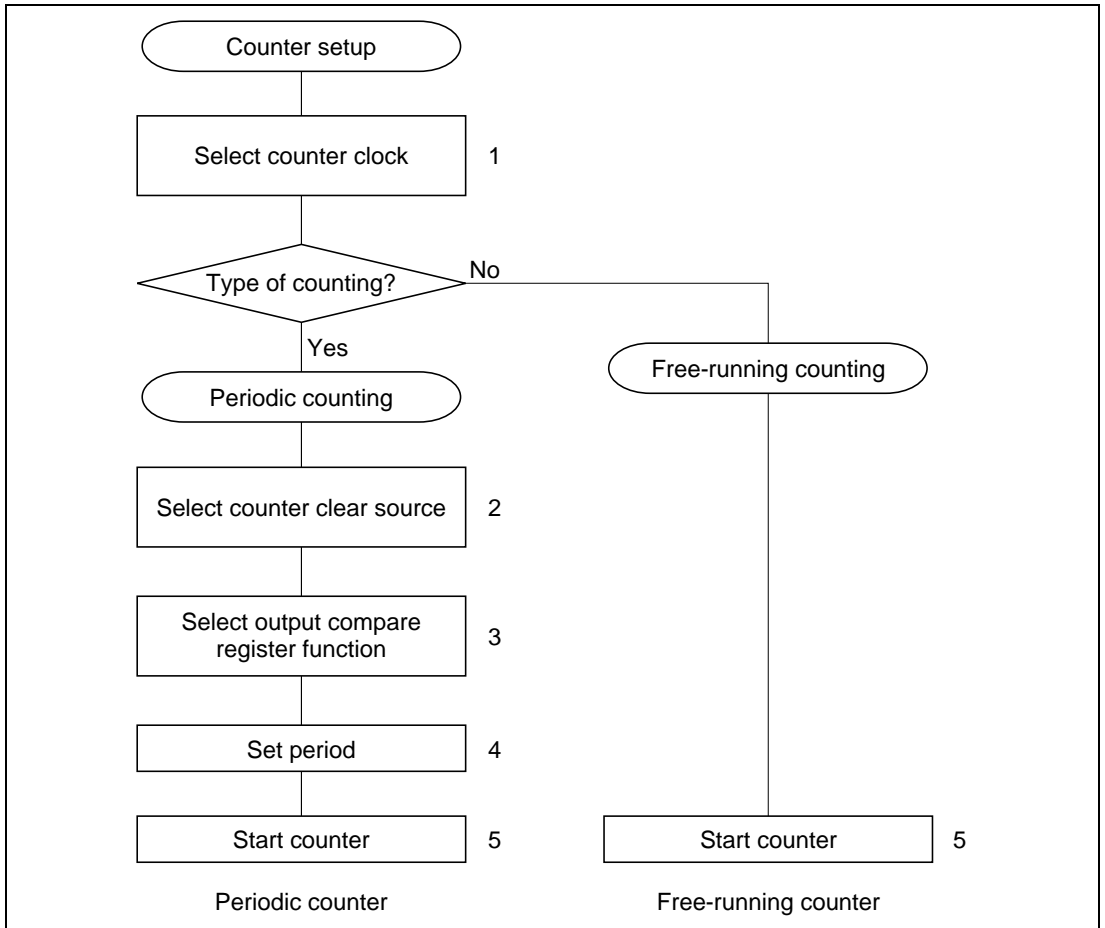 Counter setup
Select counter clock
1
Type of counting?
No
Yes
Free-running counting
Periodic counting
Select counter clear source
2
Select output compare
register function
3
Set period
4
Start counter
5
Start counter
5
Periodic counter
Free-running counter